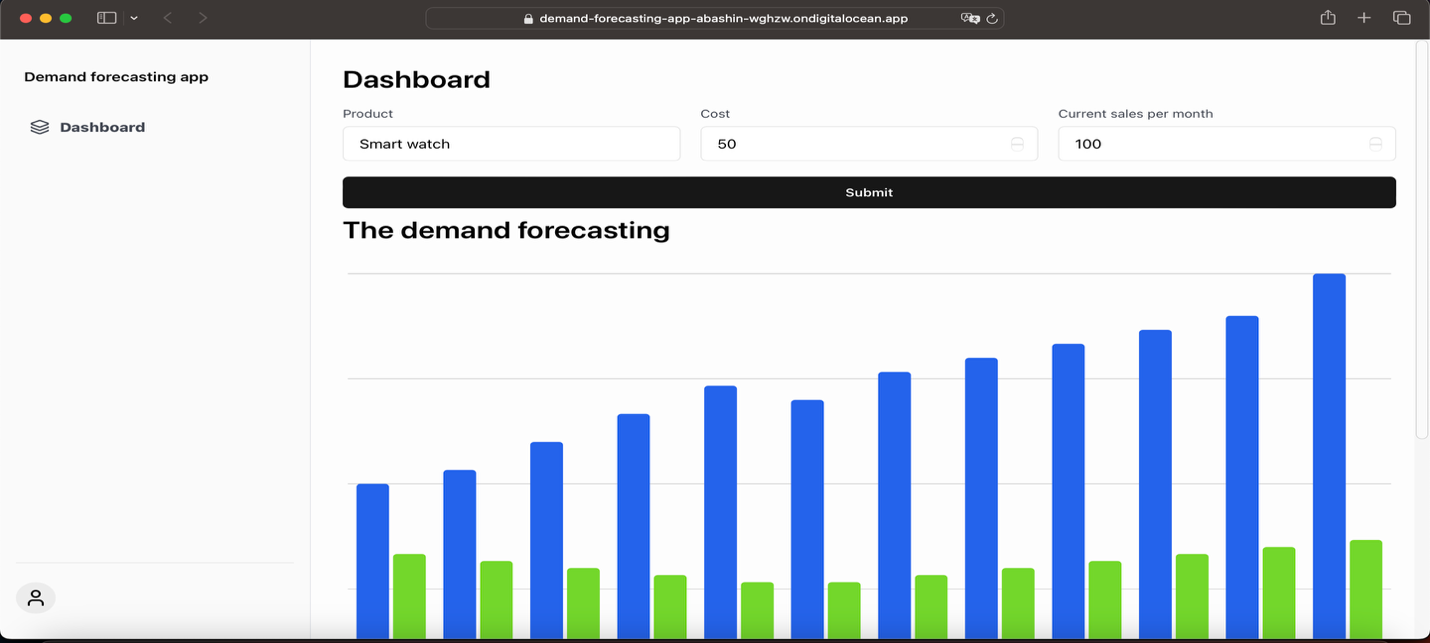 demand-forecasting-app-abashin-wghzw.ondigitalocean.app
Demand forecasting app
Dashboard
Dashboard
Product
Cost
Current sales per month
Smart watch
50
100
Submit
The demand forecasting